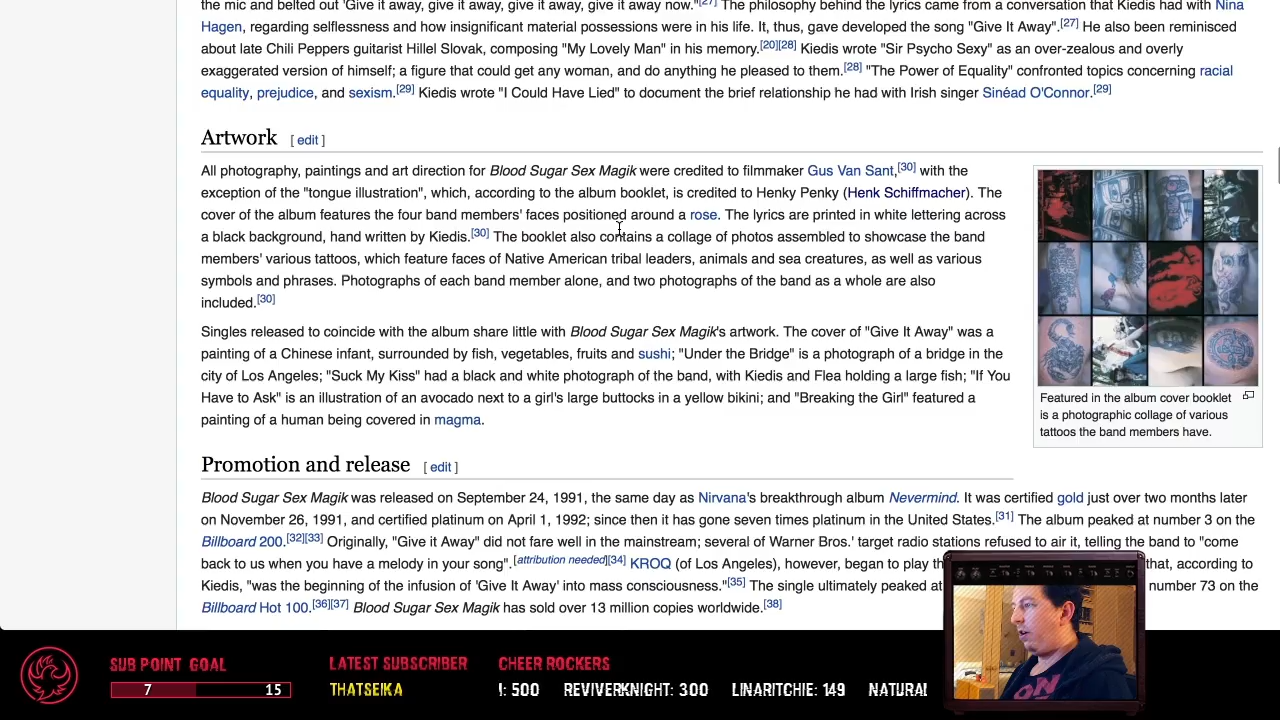 the mic and belted out 'Give it away, give it away, give it away, give it away now."[27] The philosophy behind the lyrics came from a conversation that Kiedis had with Nina
Hagen, regarding selflessness and how insignificant material possessions were in his life. It, thus, gave developed the song "Give It Away".[27] He also been reminisced
about late Chili Peppers guitarist Hillel Slovak, composing "My Lovely Man" in his memory.[20][28] Kiedis wrote "Sir Psycho Sexy" as an over-zealous and overly
exaggerated version of himself; a figure that could get any woman, and do anything he pleased to them.[28] "The Power of Equality" confronted topics concerning racial
equality, prejudice, and sexism.[29] Kiedis wrote "I Could Have Lied" to document the brief relationship he had with Irish singer Sinéad O'Connor.[29]
Artwork [ edit ]
All photography, paintings and art direction for Blood Sugar Sex Magik were credited to filmmaker Gus Van Sant,[30] with the
exception of the "tongue illustration", which, according to the album booklet, is credited to Henky Penky (Henk Schiffmacher). The
cover of the album features the four band members' faces positioned around a rose. The lyrics are printed in white lettering across
a black background, hand written by Kiedis.[30] The booklet also contains a collage of photos assembled to showcase the band
members' various tattoos, which feature faces of Native American tribal leaders, animals and sea creatures, as well as various
symbols and phrases. Photographs of each band member alone, and two photographs of the band as a whole are also
included.[30]
Singles released to coincide with the album share little with Blood Sugar Sex Magik's artwork. The cover of "Give It Away" was a
painting of a Chinese infant, surrounded by fish, vegetables, fruits and sushi; "Under the Bridge" is a photograph of a bridge in the
city of Los Angeles; "Suck My Kiss" had a black and white photograph of the band, with Kiedis and Flea holding a large fish; "If You
Have to Ask" is an illustration of an avocado next to a girl's large buttocks in a yellow bikini; and "Breaking the Girl" featured a
painting of a human being covered in magma.
Featured in the album cover booklet
is a photographic collage of various
tattoos the band members have.
Promotion and release [ edit ]
Blood Sugar Sex Magik was released on September 24, 1991, the same day as Nirvana's breakthrough album Nevermind. It was certified gold just over two months later
on November 26, 1991, and certified platinum on April 1, 1992; since then it has gone seven times platinum in the United States.[31] The album peaked at number 3 on the
Billboard 200.[32][33] Originally, "Give it Away" did not fare well in the mainstream; several of Warner Bros.' target radio stations refused to air it, telling the band to "come
back to us when you have a melody in your song".[attribution needed][34] KROQ (of Los Angeles), however, began to play th that, according to
Kiedis, "was the beginning of the infusion of 'Give It Away' into mass consciousness."[35] The single ultimately peaked at number 73 on the
Billboard Hot 100.[36][37] Blood Sugar Sex Magik has sold over 13 million copies worldwide.[38]
SUB POINT GOAL
7 15
LATEST SUBSCRIBER
THATSEIKA
CHEER ROCKERS
I: 500 REVIVERKNIGHT: 300 LINARITCHIE: 149 NATURAL